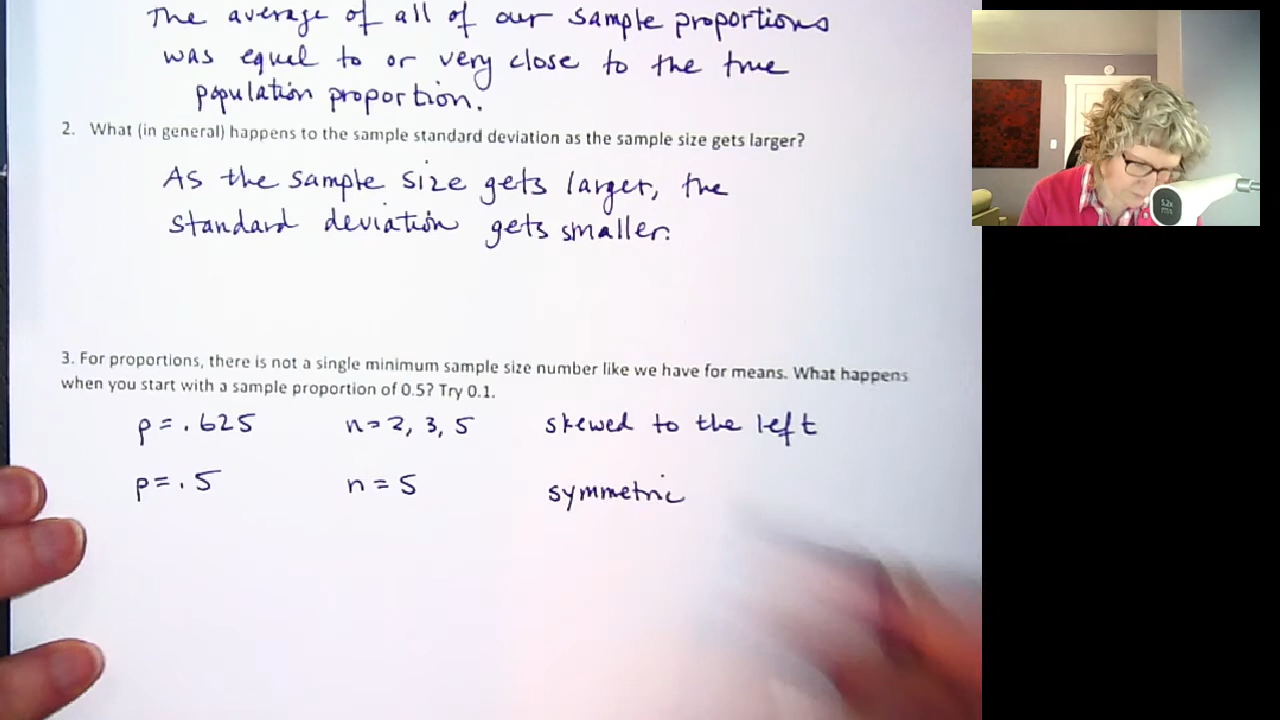 The average of all of our sample proportions
was equal to or very close to the true
population proportion.
2. What (in general) happens to the sample standard deviation as the sample size gets larger?
As the sample size gets larger, the
standard deviation gets smaller.
3. For proportions, there is not a single minimum sample size number like we have for means. What happens
when you start with a sample proportion of 0.5? Try 0.1.
p = .625 n = 2, 3, 5 skewed to the left
p = .5 n = 5 symmetric